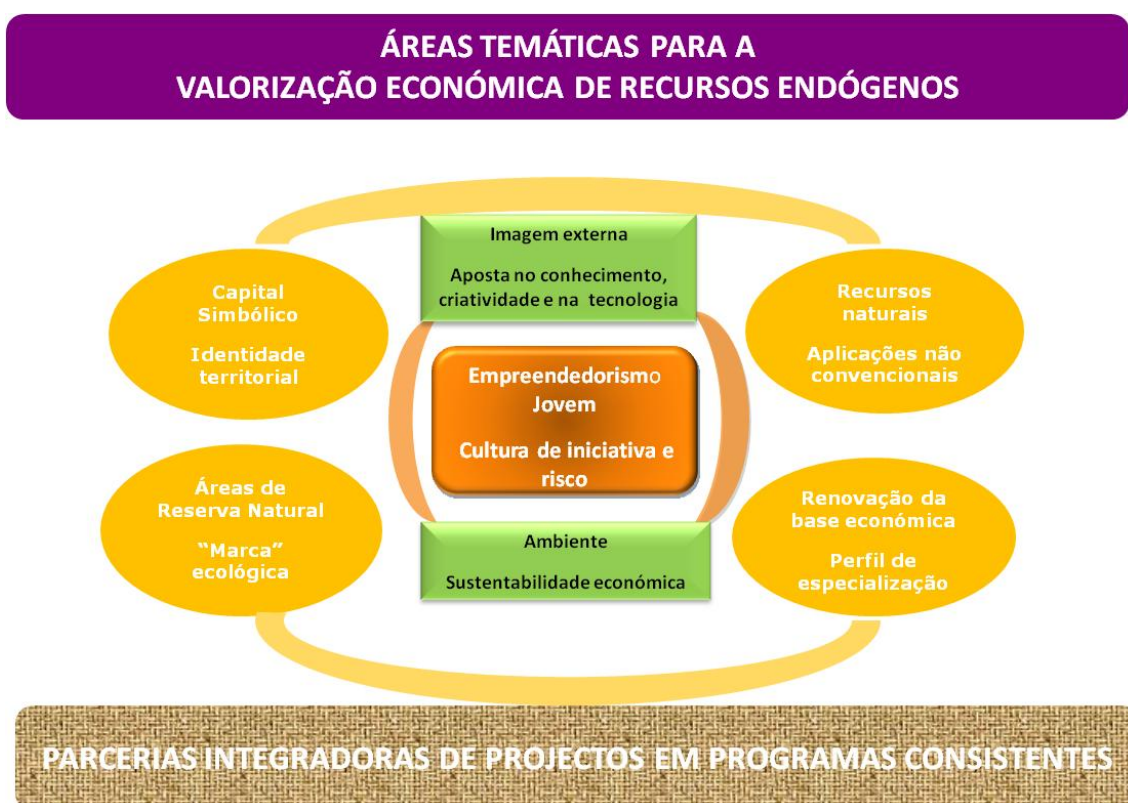 ÁREAS TEMÁTICAS PARA A
VALORIZAÇÃO ECONÓMICA DE RECURSOS ENDÓGENOS
Imagem externa
Aposta no conhecimento,
criatividade e na tecnologia
Capital
Simbólico
Identidade
territorial
Recursos
naturais
Aplicações não
convencionais
Empreendedorismo
Jovem
Cultura de iniciativa e
risco
Áreas de
Reserva Natural
“Marca”
ecológica
Renovação da
base económica
Perfil de
especialização
Ambiente
Sustentabilidade económica
PARCERIAS INTEGRADORAS DE PROJECTOS EM PROGRAMAS CONSISTENTES